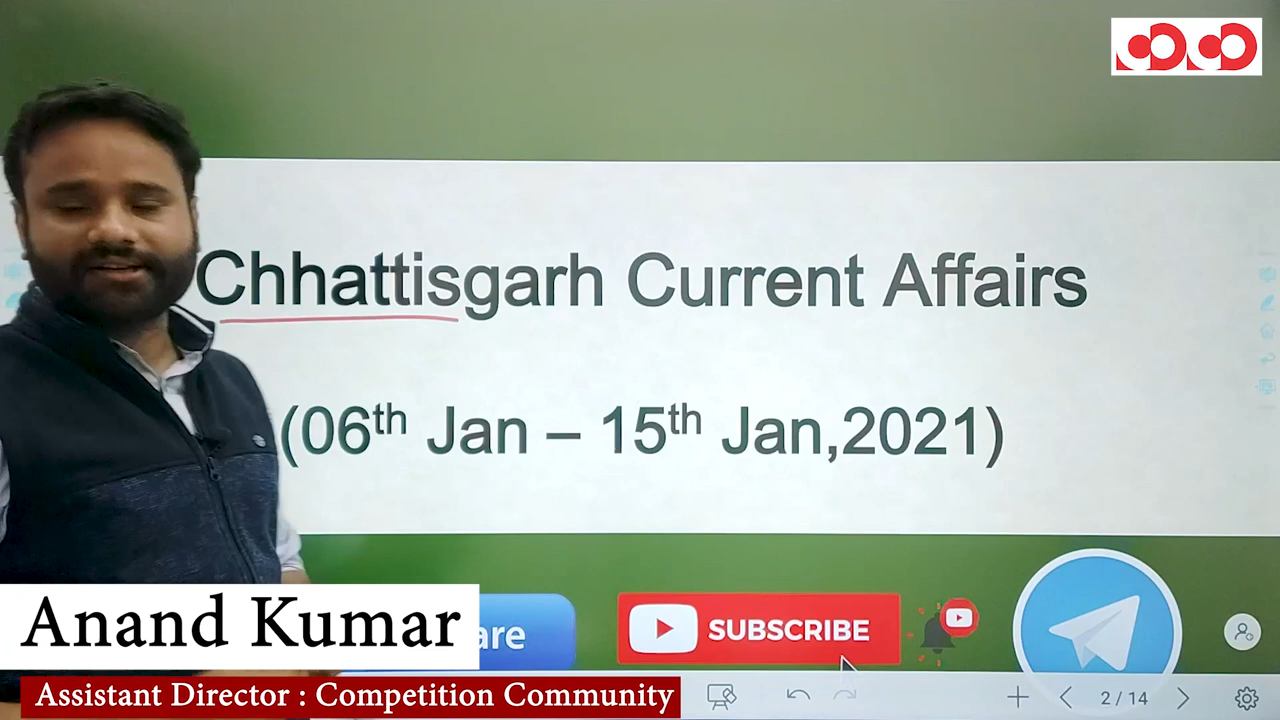 Chhattisgarh Current Affairs
(06th Jan – 15th Jan,2021)
Anand Kumar
are
SUBSCRIBE
Assistant Director : Competition Community
2 / 14